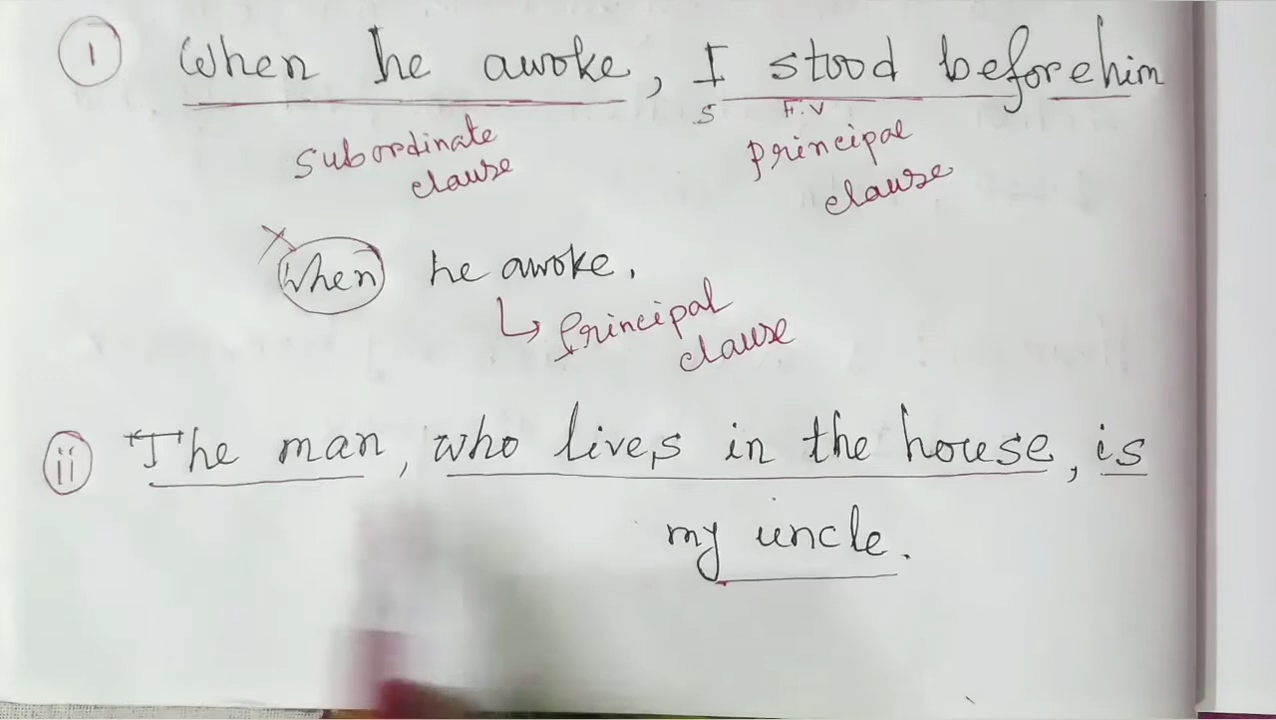 i When he awoke, I stood before him
S F.V
subordinate principal
clause clause
When he awoke.
↳ principal
clause
ii The man, who lives in the house, is
my uncle.